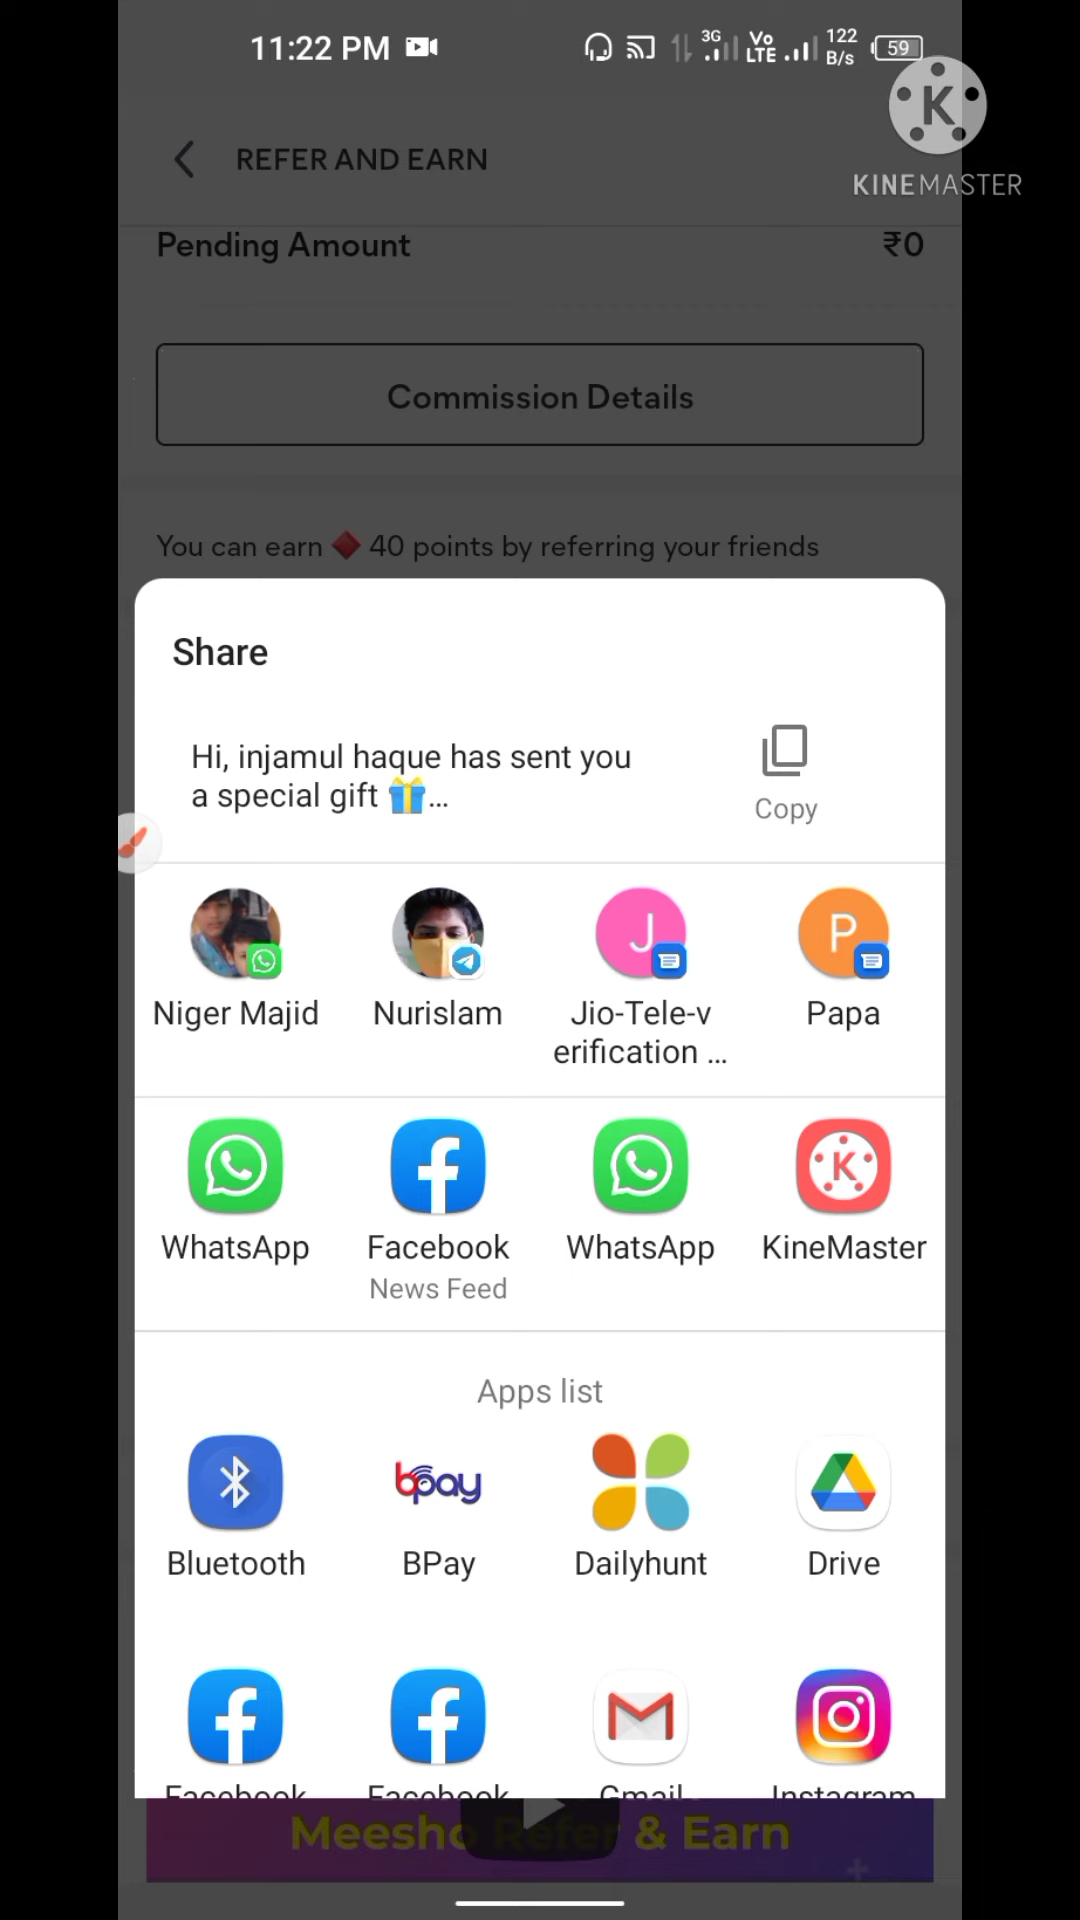 11:22 PM
3G
Vo
LTE
122
B/s
59
K
KINEMASTER
REFER AND EARN
Pending Amount
₹0
Commission Details
You can earn 40 points by referring your friends
Share
Hi, injamul haque has sent you
a special gift 🎁...
Copy
J
P
Niger Majid
Nurislam
Jio-Tele-v
erification ...
Papa
K
WhatsApp
Facebook
WhatsApp
KineMaster
News Feed
Apps list
bpay
Bluetooth
BPay
Dailyhunt
Drive
Facebook
Facebook
Gmail
Instagram
Meesho Refer & Earn